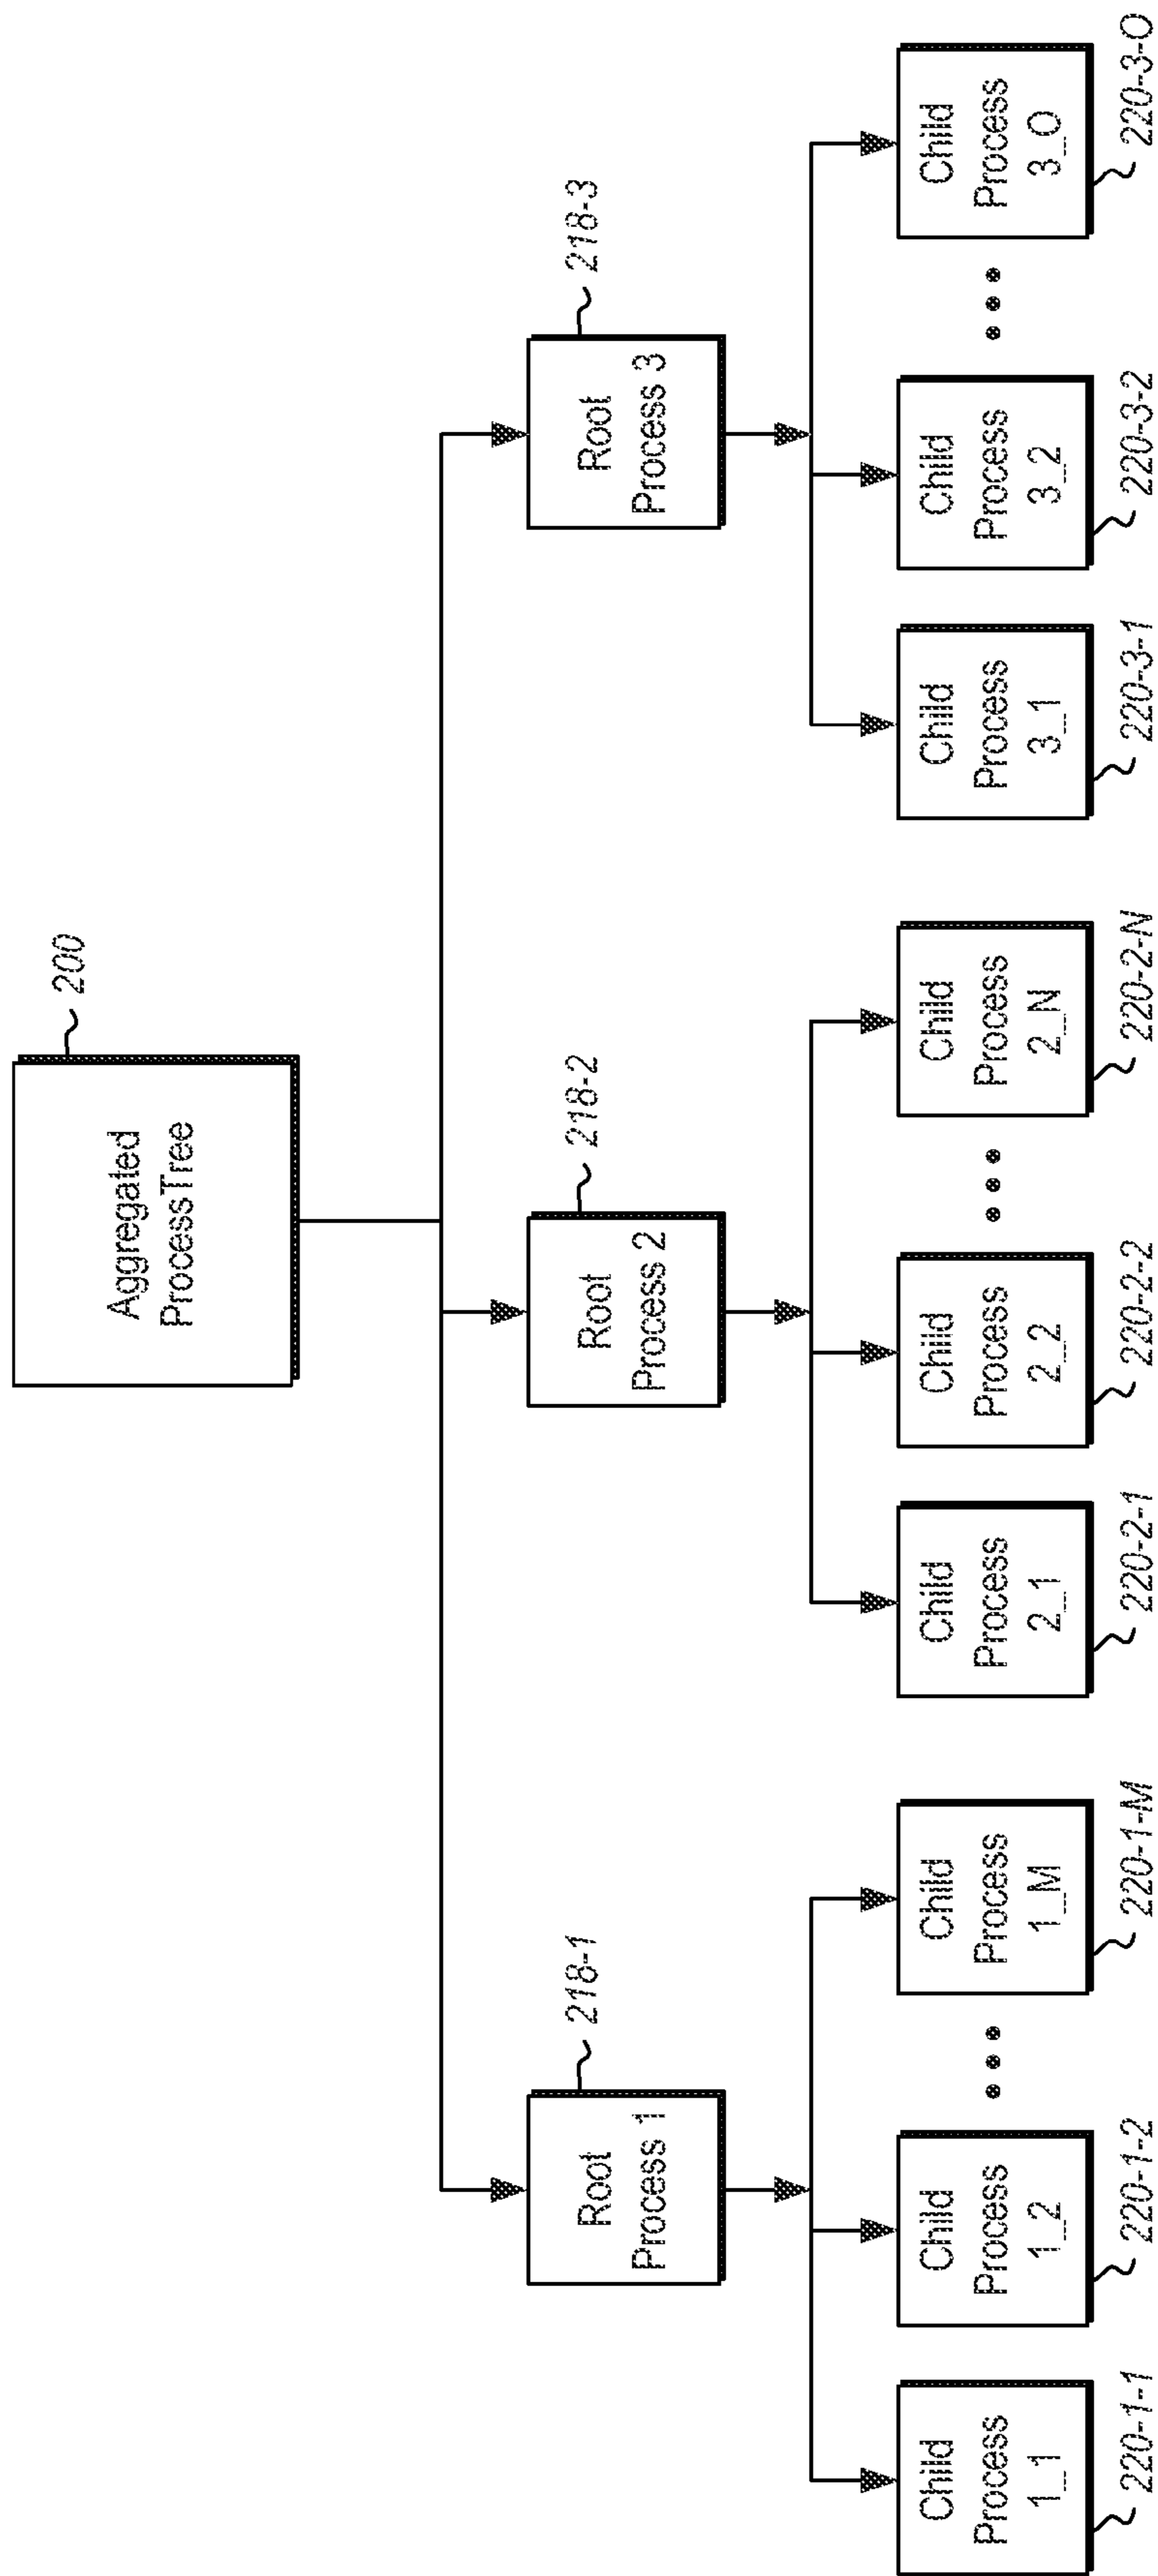 Aggregated
ProcessTree
200
Root
Process 1
218-1
Root
Process 2
218-2
Root
Process 3
218-3
Child
Process
1_1
220-1-1
Child
Process
1_2
220-1-2
Child
Process
1_M
220-1-M
Child
Process
2_1
220-2-1
Child
Process
2_2
220-2-2
Child
Process
2_N
220-2-N
Child
Process
3_1
220-3-1
Child
Process
3_2
220-3-2
Child
Process
3_O
220-3-O